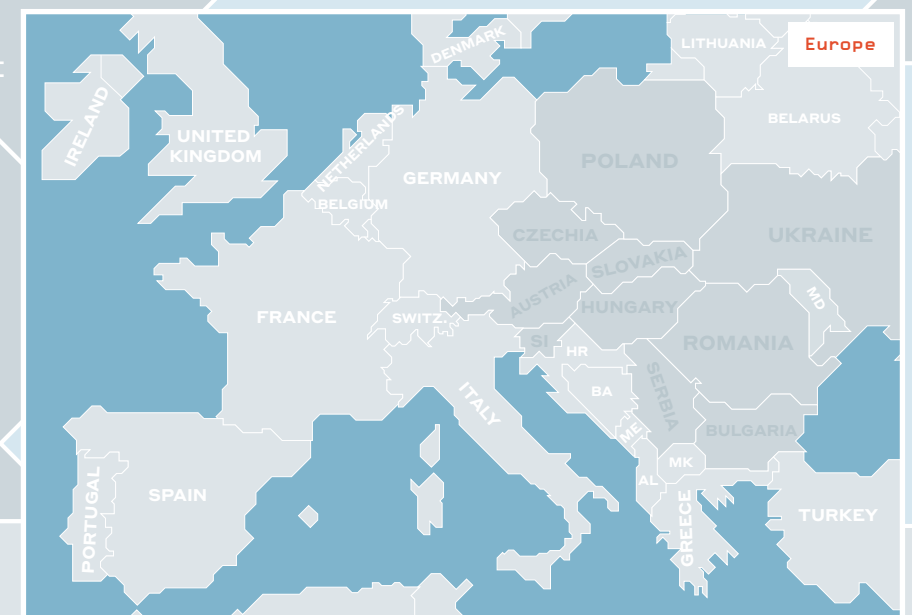 DENMARK
LITHUANIA
Europe
IRELAND
UNITED
KINGDOM
NETHERLANDS
BELARUS
POLAND
GERMANY
BELGIUM
CZECHIA
UKRAINE
SLOVAKIA
AUSTRIA
MD
FRANCE
SWITZ.
HUNGARY
SI
HR
ROMANIA
ITALY
BA
SERBIA
ME
BULGARIA
MK
AL
PORTUGAL
SPAIN
GREECE
TURKEY